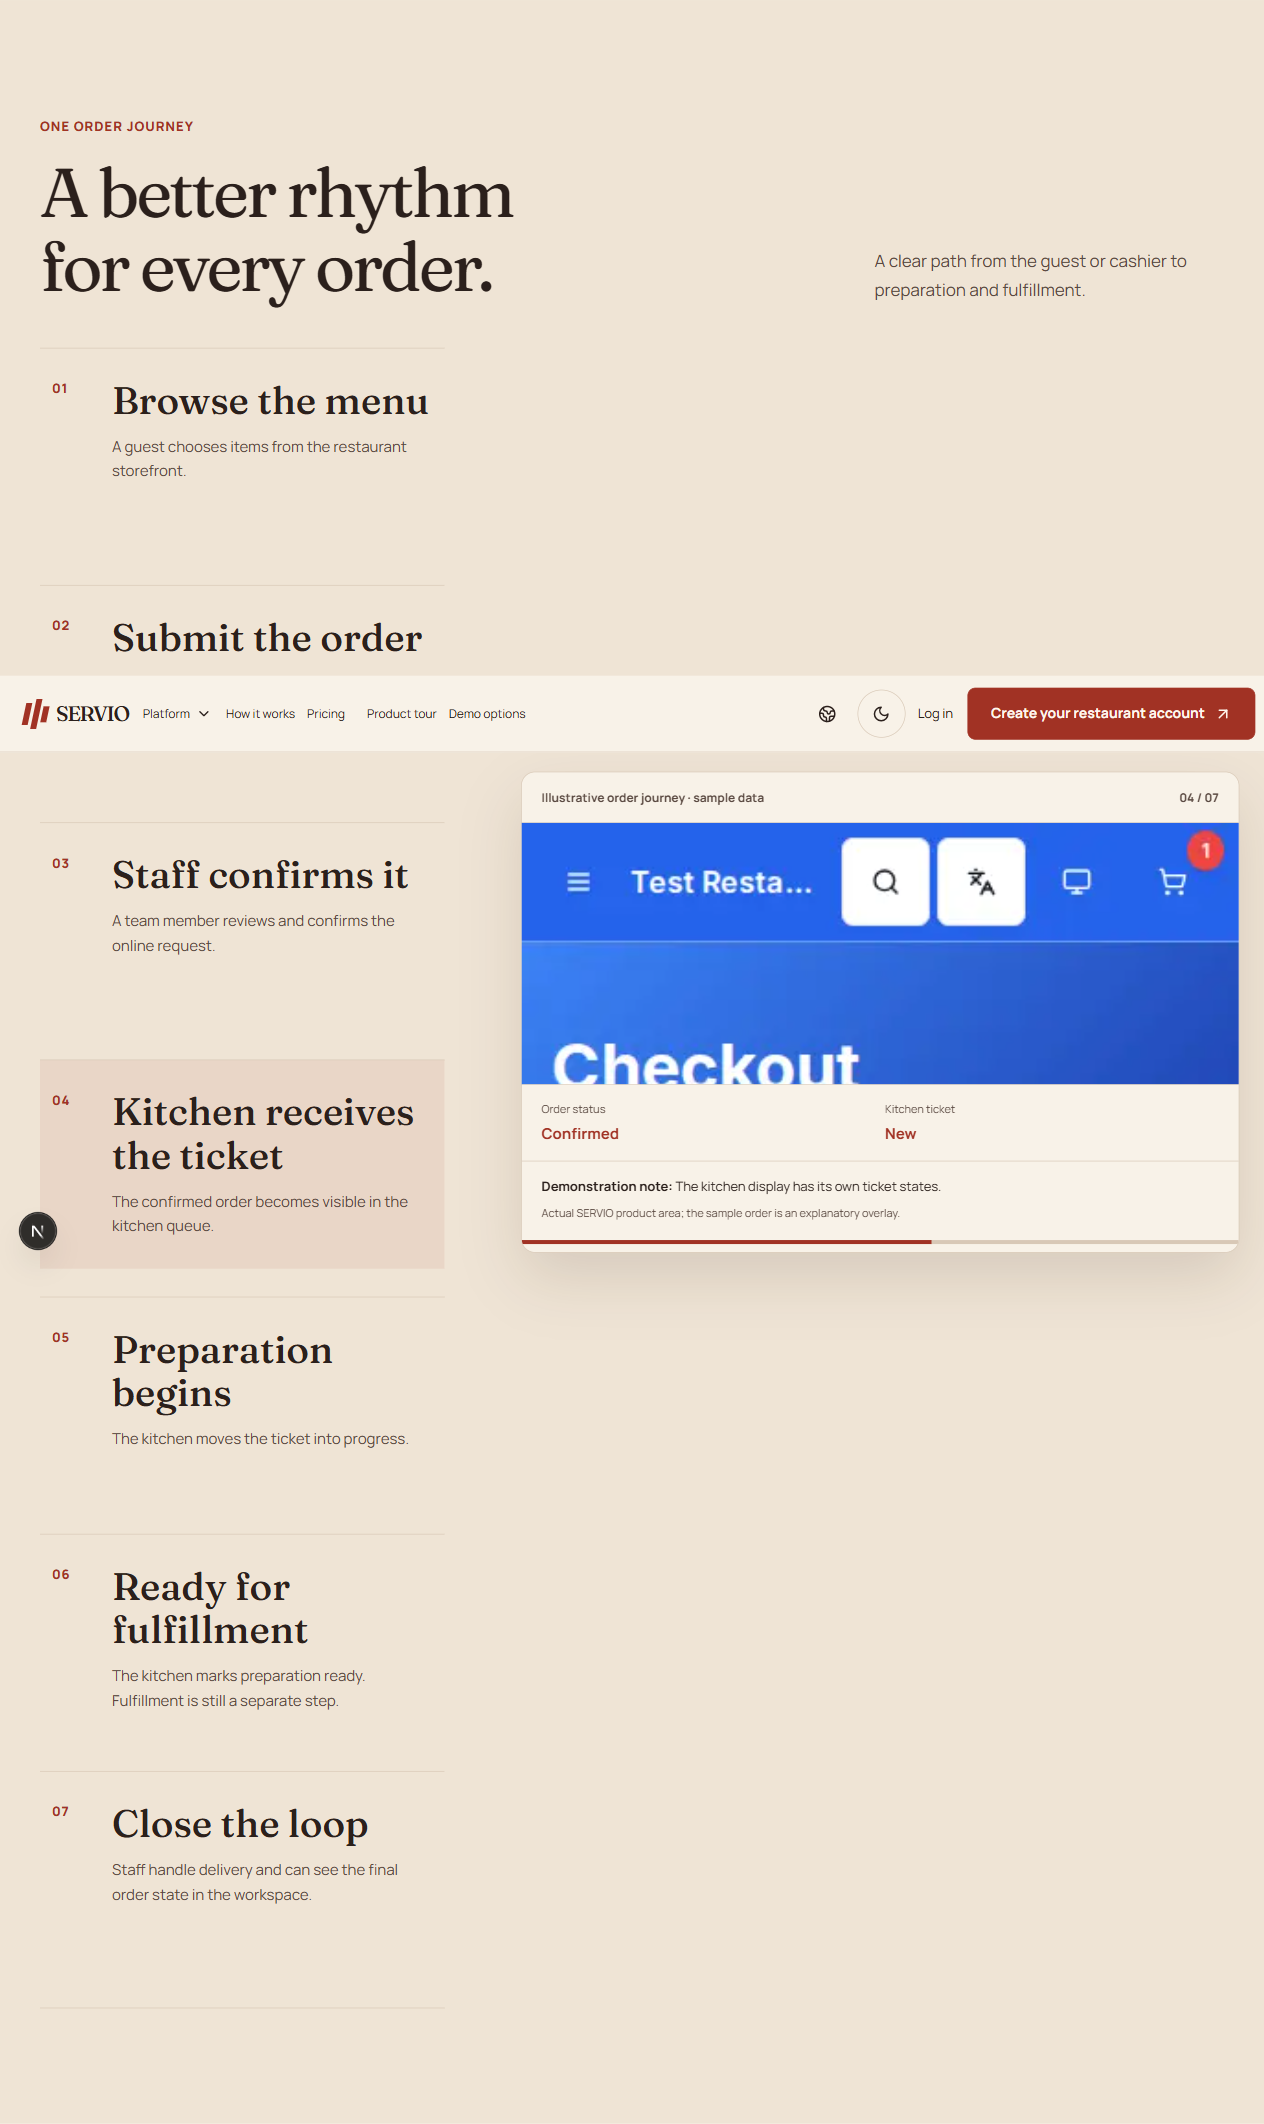 ONE ORDER JOURNEY
A better rhythm
for every order.
A clear path from the guest or cashier to
preparation and fulfillment.
01
Browse the menu
A guest chooses items from the restaurant
storefront.
02
Submit the order
SERVIO Platform How it works Pricing Product tour Demo options Log in Create your restaurant account
03
Staff confirms it
A team member reviews and confirms the
online request.
Illustrative order journey · sample data 04 / 07
Test Resta... 1
Checkout
Order status Kitchen ticket
Confirmed New
Demonstration note: The kitchen display has its own ticket states.
Actual SERVIO product area; the sample order is an explanatory overlay.
04
Kitchen receives
the ticket
The confirmed order becomes visible in the
kitchen queue.
N
05
Preparation
begins
The kitchen moves the ticket into progress.
06
Ready for
fulfillment
The kitchen marks preparation ready.
Fulfillment is still a separate step.
07
Close the loop
Staff handle delivery and can see the final
order state in the workspace.